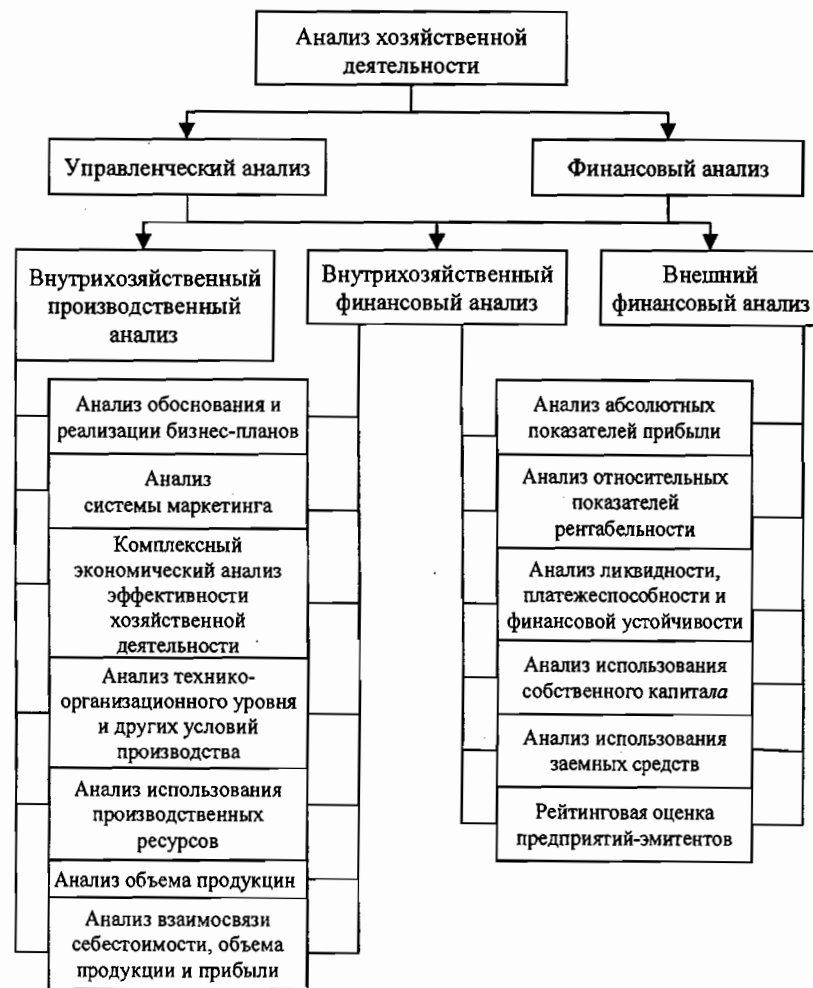 Анализ хозяйственной
деятельности
Управленческий анализ
Финансовый анализ
Внутрихозяйственный
производственный
анализ
Внутрихозяйственный
финансовый анализ
Внешний
финансовый анализ
Анализ обоснования и
реализации бизнес-планов
Анализ
системы маркетинга
Комплексный
экономический анализ
эффективности
хозяйственной
деятельности
Анализ технико-
организационного уровня
и других условий
производства
Анализ использования
производственных
ресурсов
Анализ объема продукцин
Анализ взаимосвязи
себестоимости, объема
продукции и прибыли
Анализ абсолютных
показателей прибыли
Анализ относительных
показателей
рентабельности
Анализ ликвидности,
платежеспособности и
финансовой устойчивости
Анализ использования
собственного капитала
Анализ использования
заемных средств
Рейтинговая оценка
предприятий-эмитентов